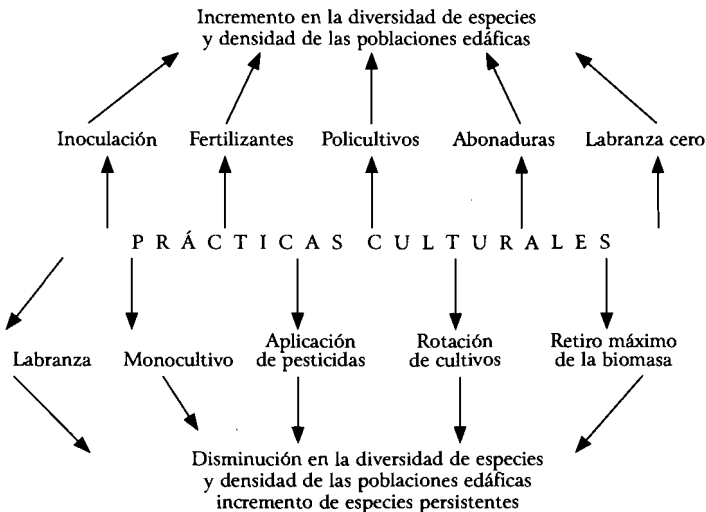 Incremento en la diversidad de especies
y densidad de las poblaciones edáficas
Inoculación Fertilizantes Policultivos Abonaduras Labranza cero
PRÁCTICAS CULTURALES
Labranza Monocultivo Aplicación de pesticidas Rotación de cultivos Retiro máximo de la biomasa
Disminución en la diversidad de especies
y densidad de las poblaciones edáficas
incremento de especies persistentes